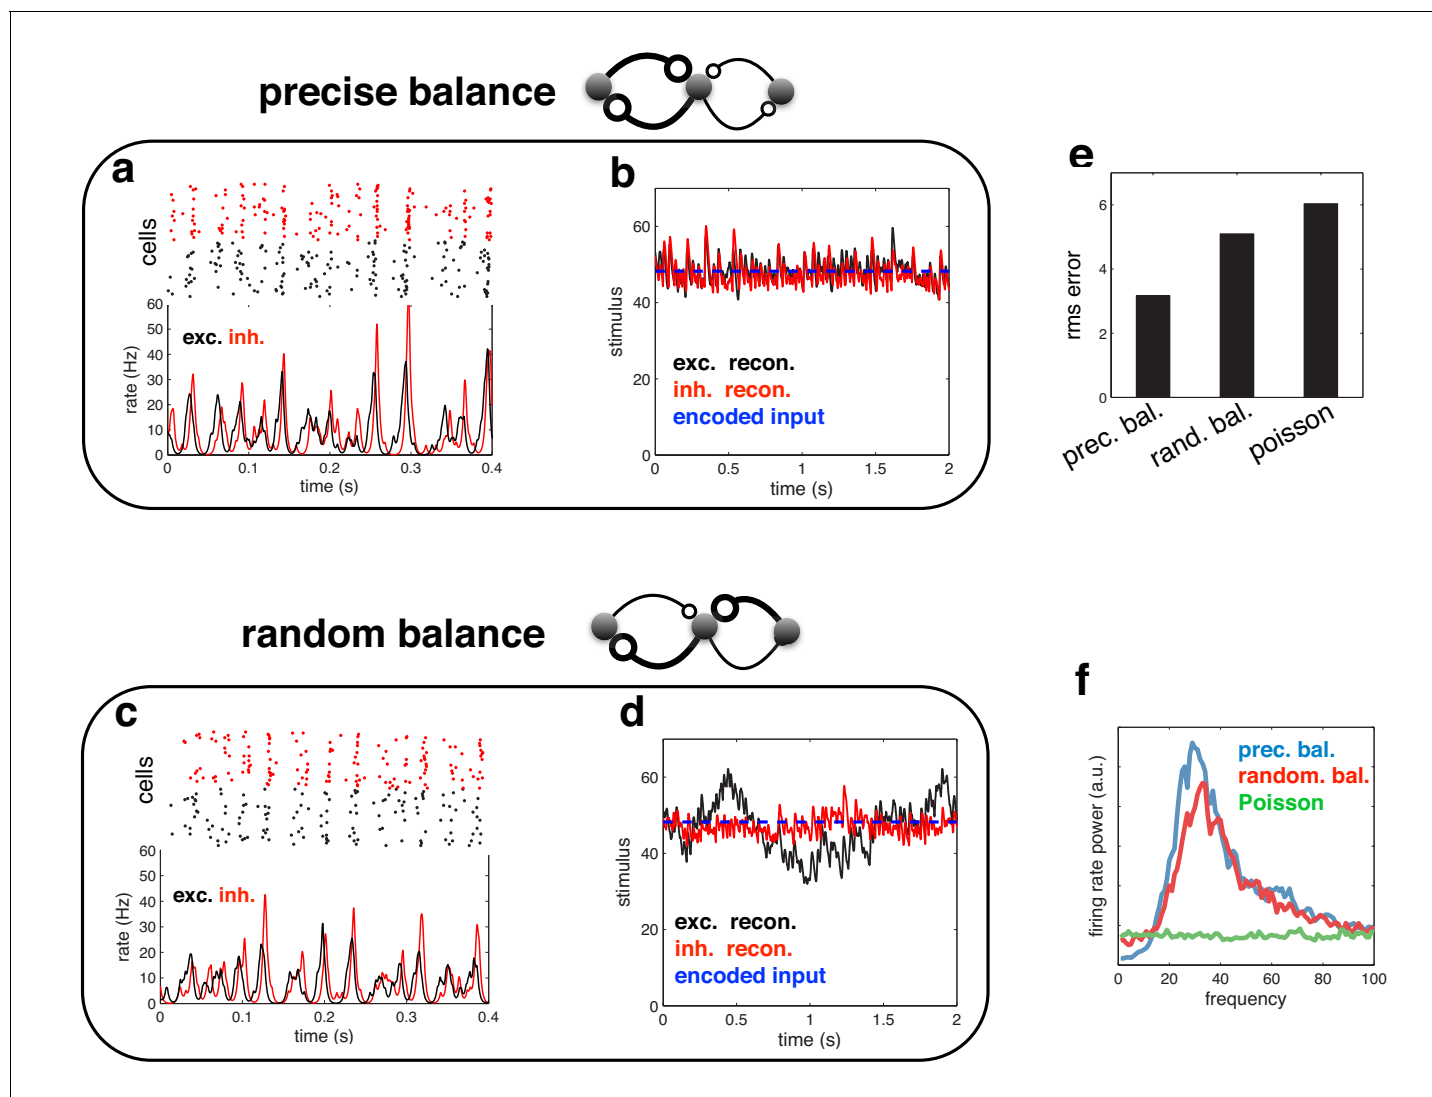 precise balance
a
cells
exc. inh.
rate (Hz)
60
50
40
30
20
10
0
0 0.1 0.2 0.3 0.4
time (s)
b
stimulus
60
40
20
0
exc. recon.
inh. recon.
encoded input
0 0.5 1 1.5 2
time (s)
e
rms error
6
4
2
0
prec. bal.
rand. bal.
poisson
random balance
c
cells
exc. inh.
rate (Hz)
60
50
40
30
20
10
0
0 0.1 0.2 0.3 0.4
time (s)
d
stimulus
60
40
20
0
exc. recon.
inh. recon.
encoded input
0 0.5 1 1.5 2
time (s)
f
firing rate power (a.u.)
prec. bal.
random. bal.
Poisson
0 20 40 60 80 100
frequency